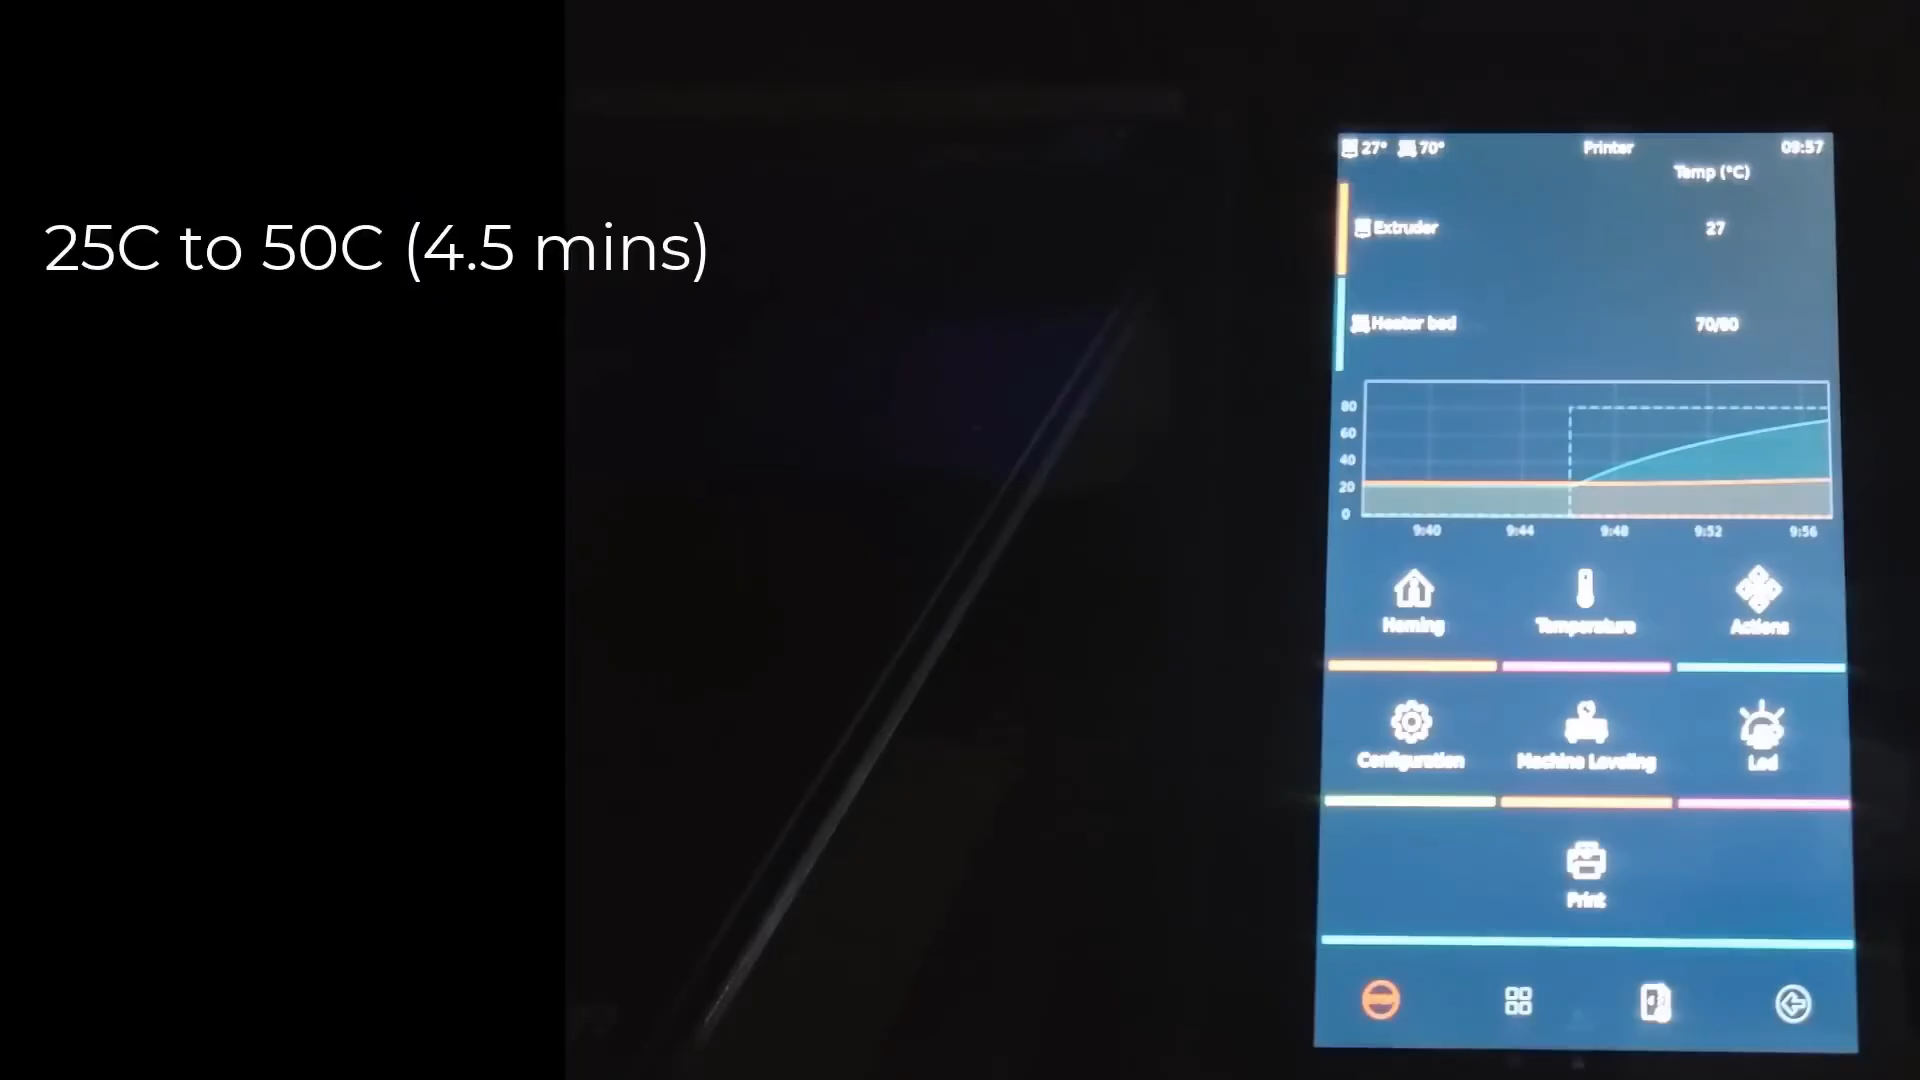 25C to 50C (4.5 mins)
27° 70° Printer 09:57
Temp (°C)
Extruder 27
Heater bed 70/80
80
60
40
20
0
9:40 9:44 9:48 9:52 9:56
Homing Temperature Actions
Configuration Machine Leveling Led
Print